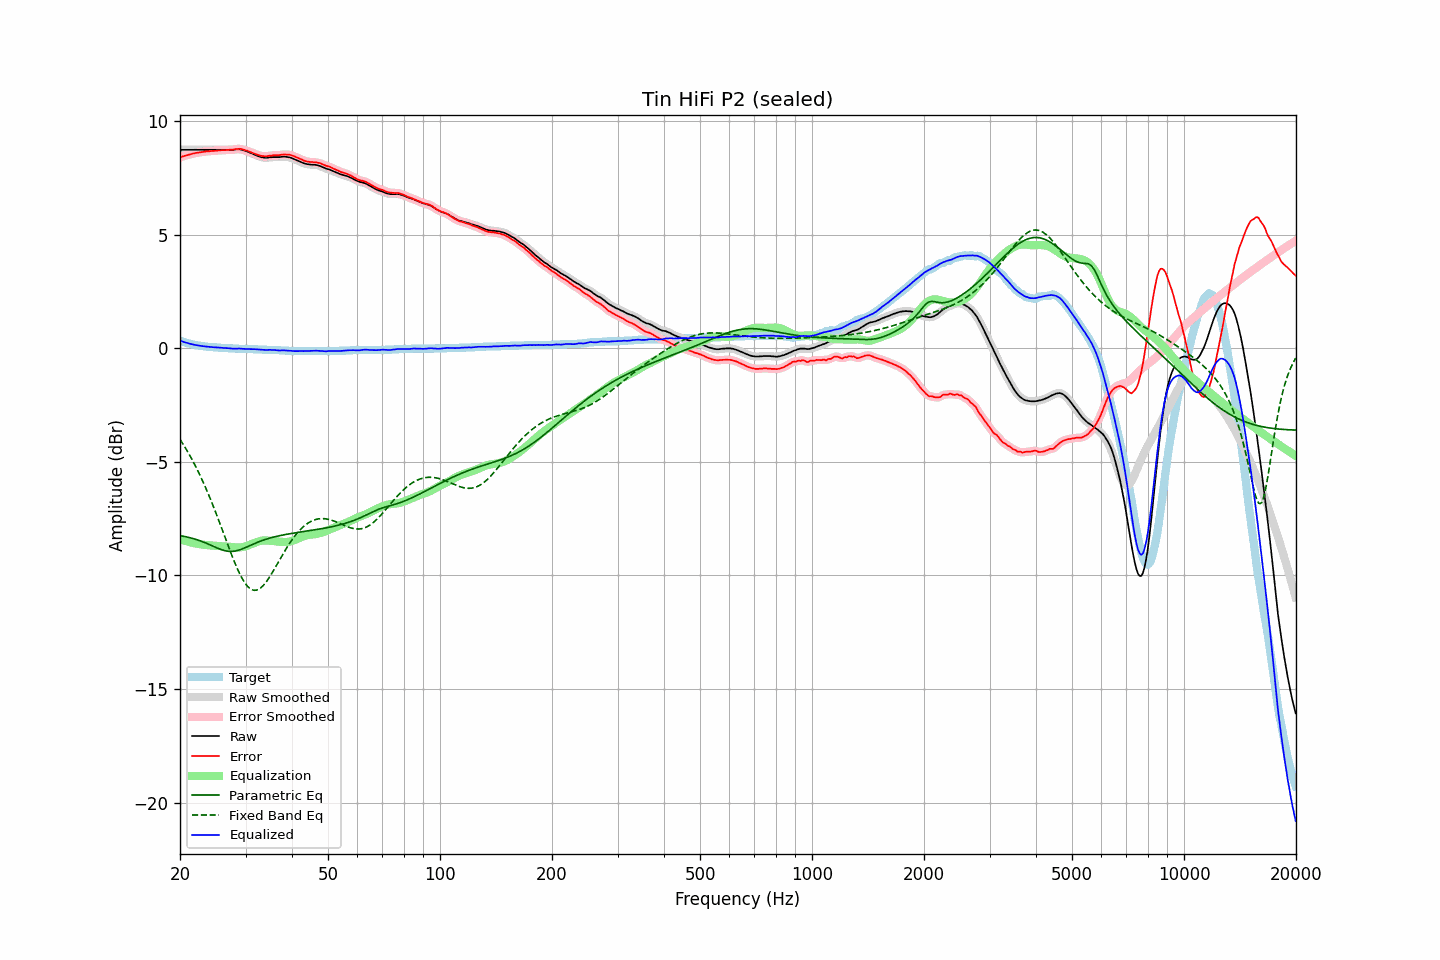 Tin HiFi P2 (sealed)
10
5
0
−5
−10
−15
−20
Amplitude (dBr)
Target
Raw Smoothed
Error Smoothed
Raw
Error
Equalization
Parametric Eq
Fixed Band Eq
Equalized
20 50 100 200 500 1000 2000 5000 10000 20000
Frequency (Hz)